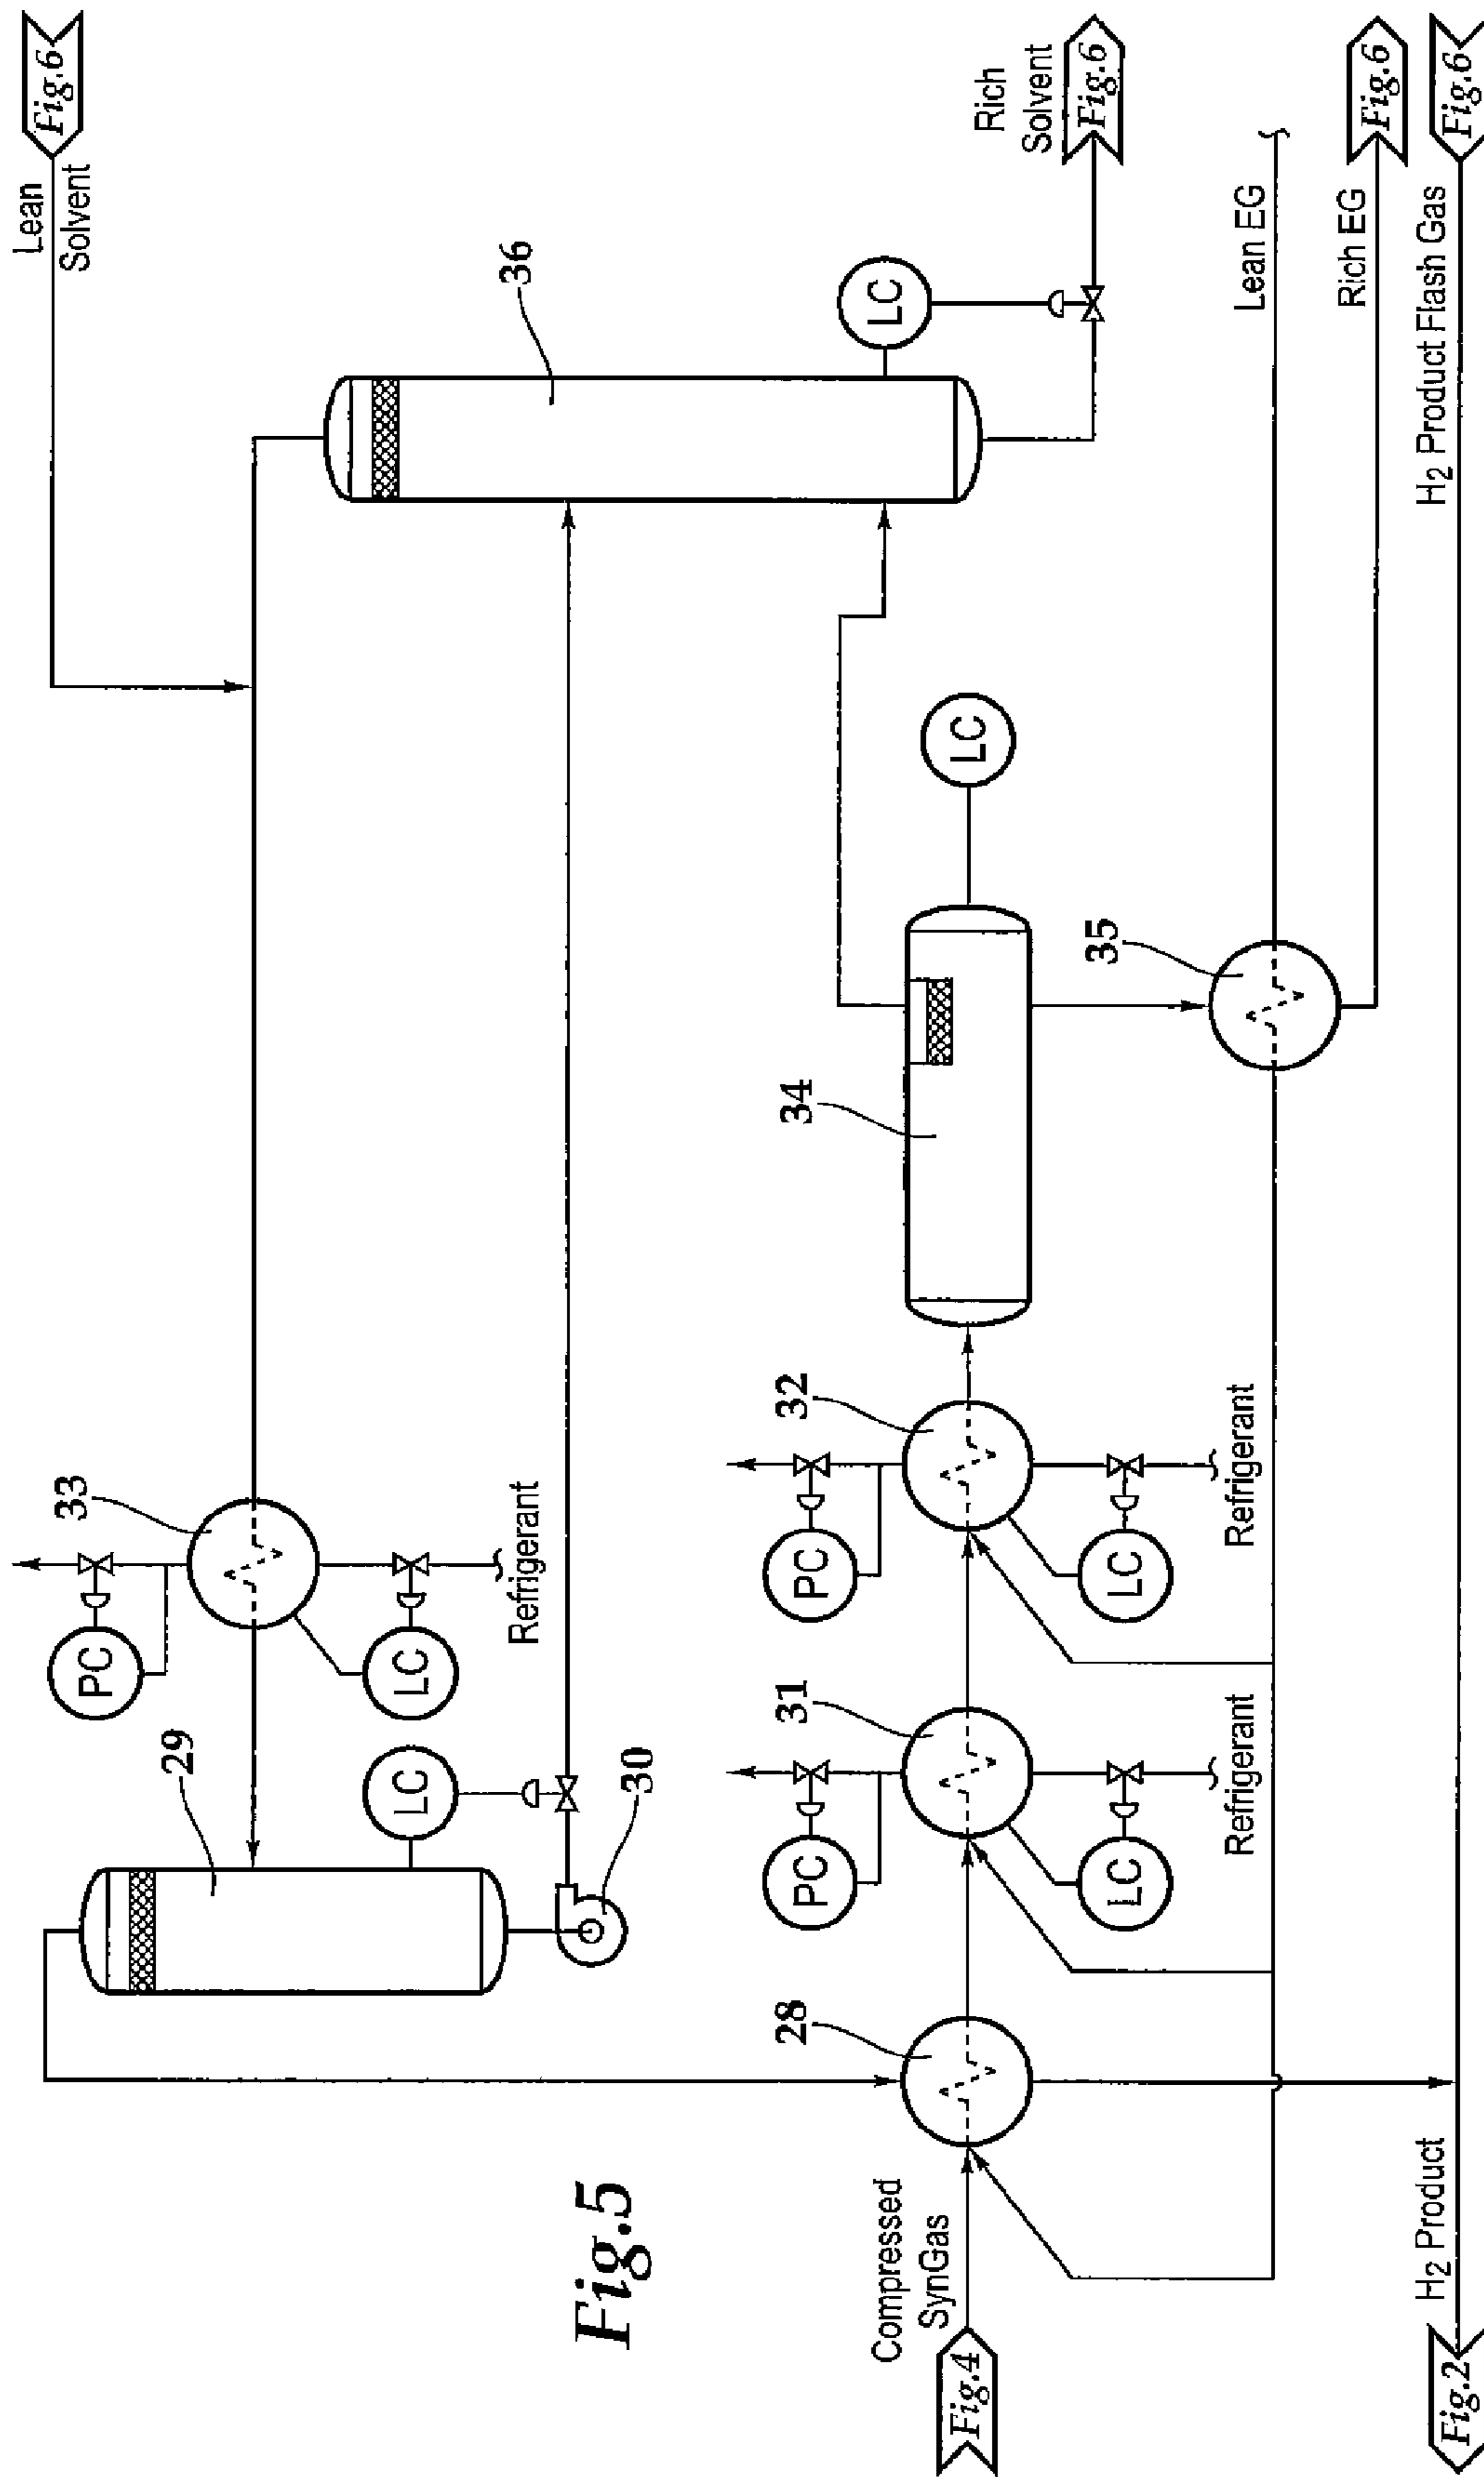 Lean
Solvent
Fig.6
33
PC
29
LC
LC
36
Refrigerant
Fig.5
30
28
31
32
34
PC
PC
LC
Compressed
SynGas
Fig.4
LC
Rich
Solvent
Fig.6
35
LC
LC
Refrigerant
Refrigerant
Lean EG
Rich EG
Fig.6
H₂ Product
H₂ Product Flash Gas
Fig.2
Fig.6